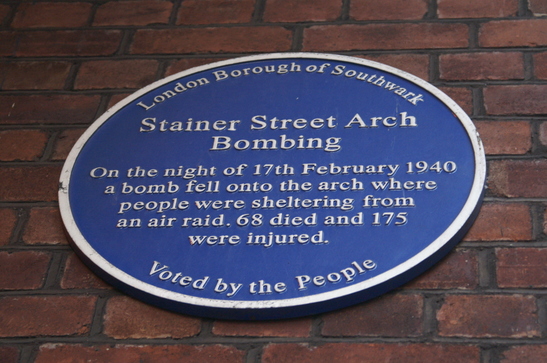 London Borough of Southwark
Stainer Street Arch
Bombing
On the night of 17th February 1940
a bomb fell onto the arch where
people were sheltering from
an air raid. 68 died and 175
were injured.
Voted by the People